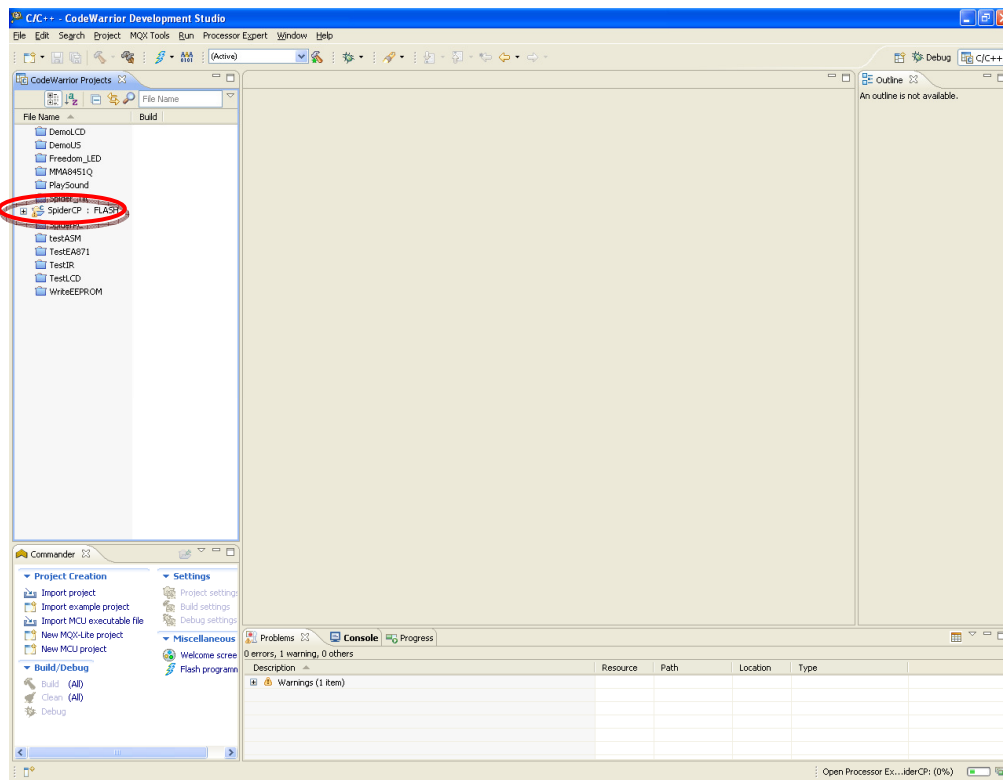 C/C++ - CodeWarrior Development Studio
File Edit Search Project MQX Tools Run Processor Expert Window Help
(Active)
Debug C/C++
CodeWarrior Projects
File Name
File Name Build
DemoLCD
DemoUS
Freedom_LED
MMA8451Q
PlaySound
SpiderCP : FLASH
testASM
TestEA871
TestIR
TestLCD
WriteEEPROM
Outline
An outline is not available.
Commander
Project Creation
Import project
Import example project
Import MCU executable file
New MQX-Lite project
New MCU project
Build/Debug
Build (All)
Clean (All)
Debug
Settings
Project settings
Build settings
Debug settings
Miscellaneous
Welcome scree
Flash programn
Problems Console Progress
0 errors, 1 warning, 0 others
Description Resource Path Location Type
Warnings (1 item)
Open Processor Ex...iderCP: (0%)